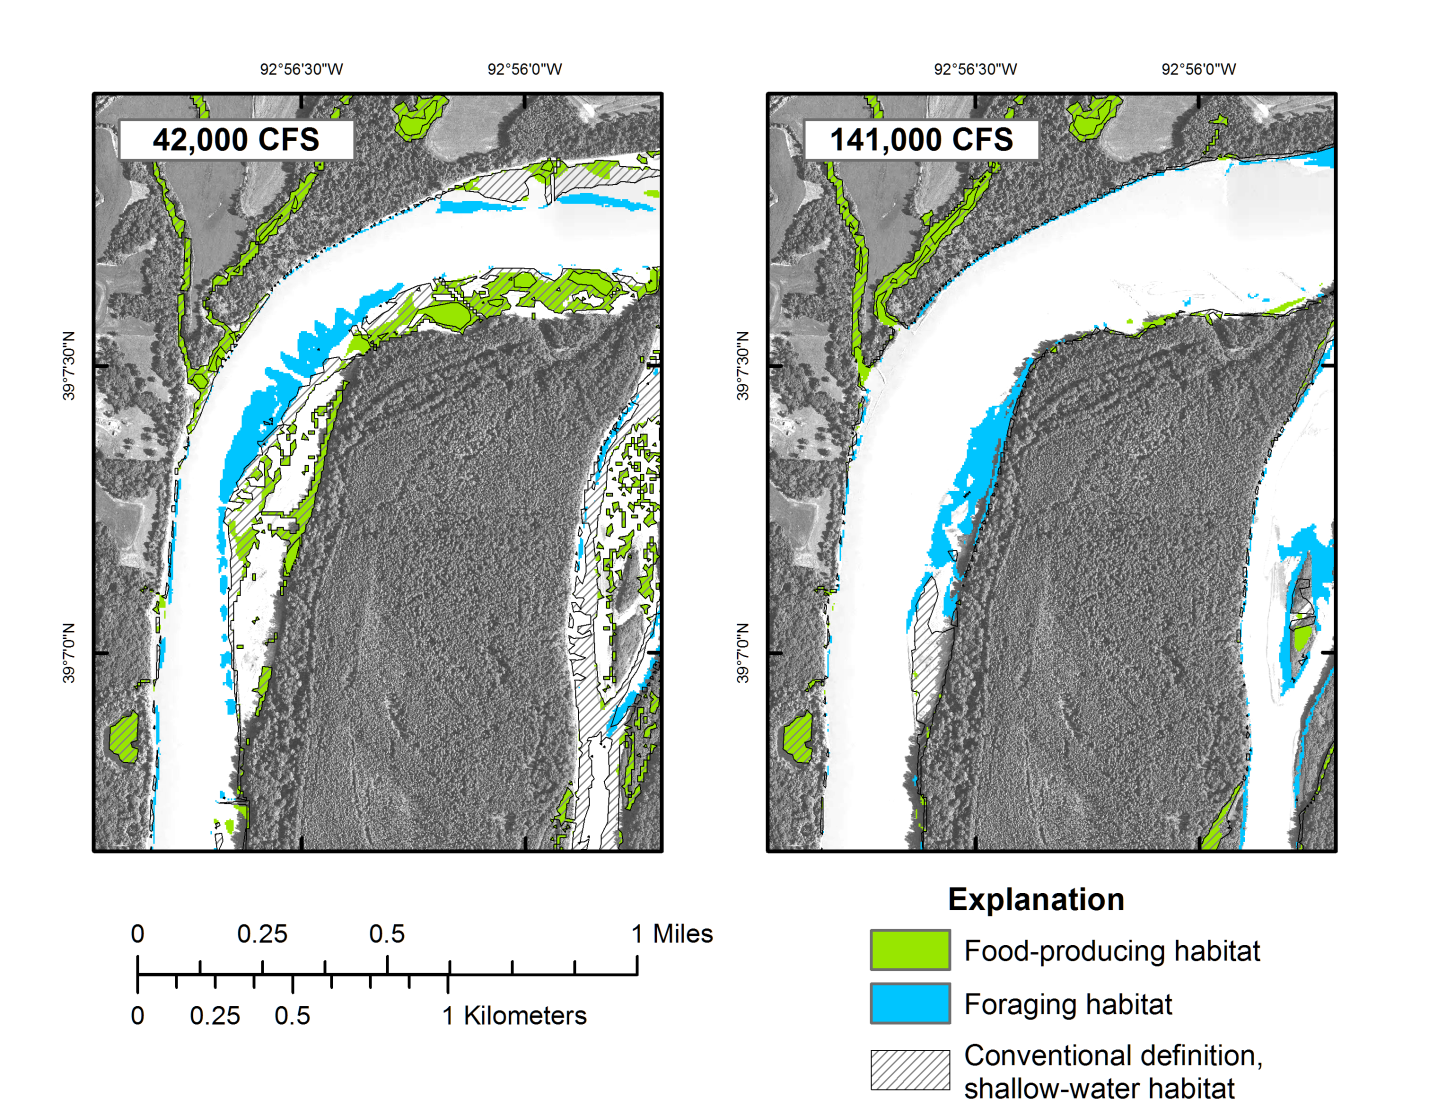 92°56'30"W 92°56'0"W 92°56'30"W 92°56'0"W
42,000 CFS 141,000 CFS
39°7'30"N 39°7'30"N
39°7'0"N 39°7'0"N
Explanation
0 0.25 0.5 1 Miles
Food-producing habitat
Foraging habitat
0 0.25 0.5 1 Kilometers
Conventional definition,
shallow-water habitat